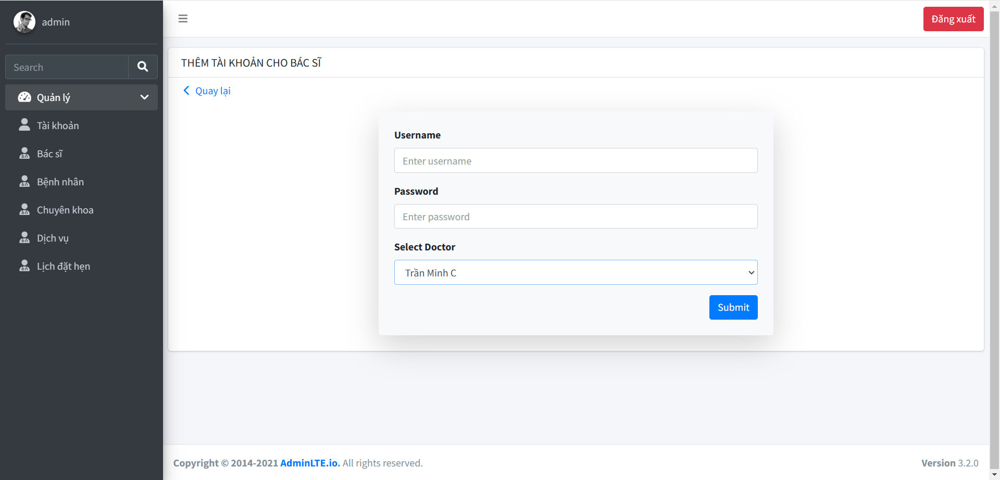 admin
Đăng xuất
Search
THÊM TÀI KHOẢN CHO BÁC SĨ
Quay lại
Quản lý
Tài khoản
Bác sĩ
Bệnh nhân
Chuyên khoa
Dịch vụ
Lịch đặt hẹn
Username
Enter username
Password
Enter password
Select Doctor
Trần Minh C
Submit
Copyright © 2014-2021 AdminLTE.io. All rights reserved.
Version 3.2.0